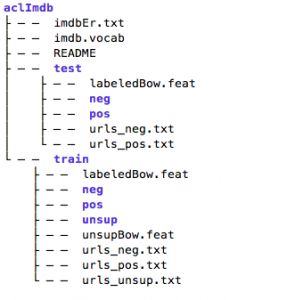 aclImdb
├── imdbEr.txt
├── imdb.vocab
├── README
├── test
│   ├── labeledBow.feat
│   ├── neg
│   ├── pos
│   ├── urls_neg.txt
│   └── urls_pos.txt
└── train
    ├── labeledBow.feat
    ├── neg
    ├── pos
    ├── unsup
    ├── unsupBow.feat
    ├── urls_neg.txt
    ├── urls_pos.txt
    └── urls_unsup.txt